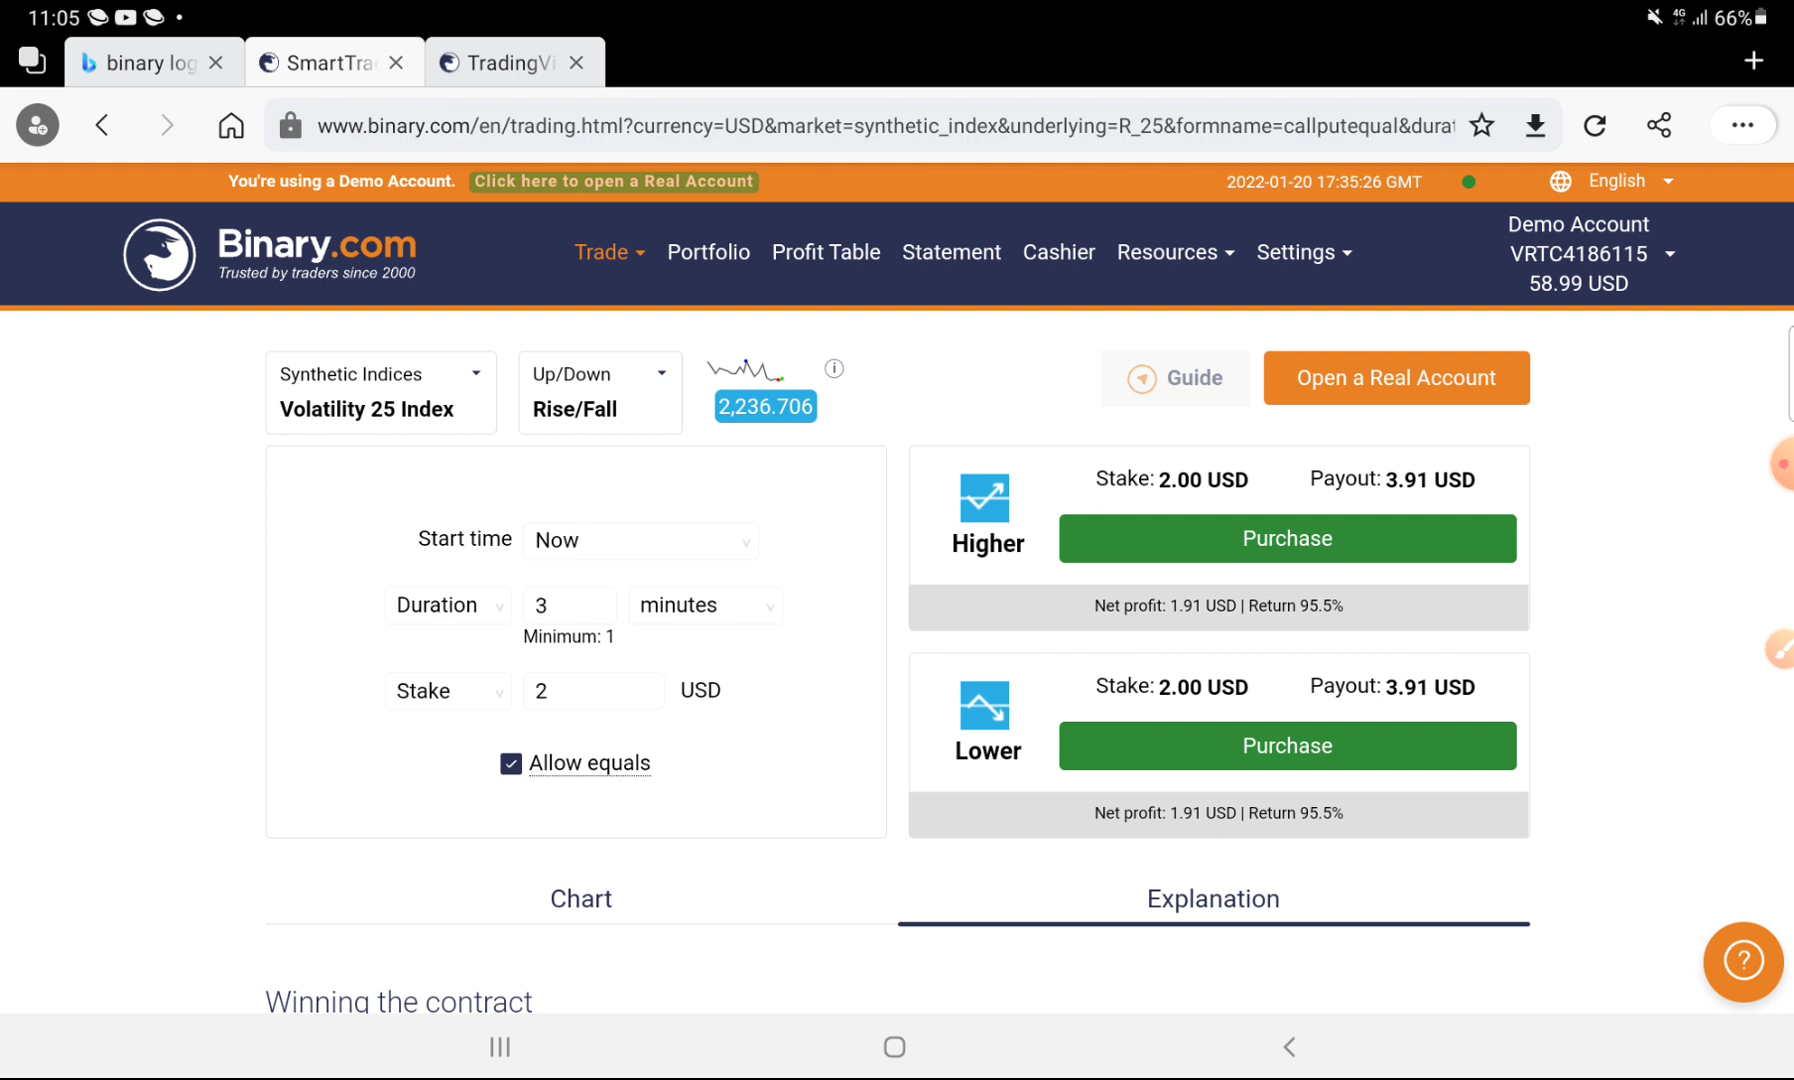 11:05
4G 66%
binary log
SmartTra
TradingVi
www.binary.com/en/trading.html?currency=USD&market=synthetic_index&underlying=R_25&formname=callputequal&durat
You're using a Demo Account. Click here to open a Real Account
2022-01-20 17:35:26 GMT
English
Binary.com
Trusted by traders since 2000
Trade Portfolio Profit Table Statement Cashier Resources Settings
Demo Account
VRTC4186115
58.99 USD
Synthetic Indices
Volatility 25 Index
Up/Down
Rise/Fall
2,236.706
Guide
Open a Real Account
Start time Now
Duration 3 minutes
Minimum: 1
Stake 2 USD
Allow equals
Higher
Stake: 2.00 USD Payout: 3.91 USD
Purchase
Net profit: 1.91 USD | Return 95.5%
Lower
Stake: 2.00 USD Payout: 3.91 USD
Purchase
Net profit: 1.91 USD | Return 95.5%
Chart
Explanation
Winning the contract